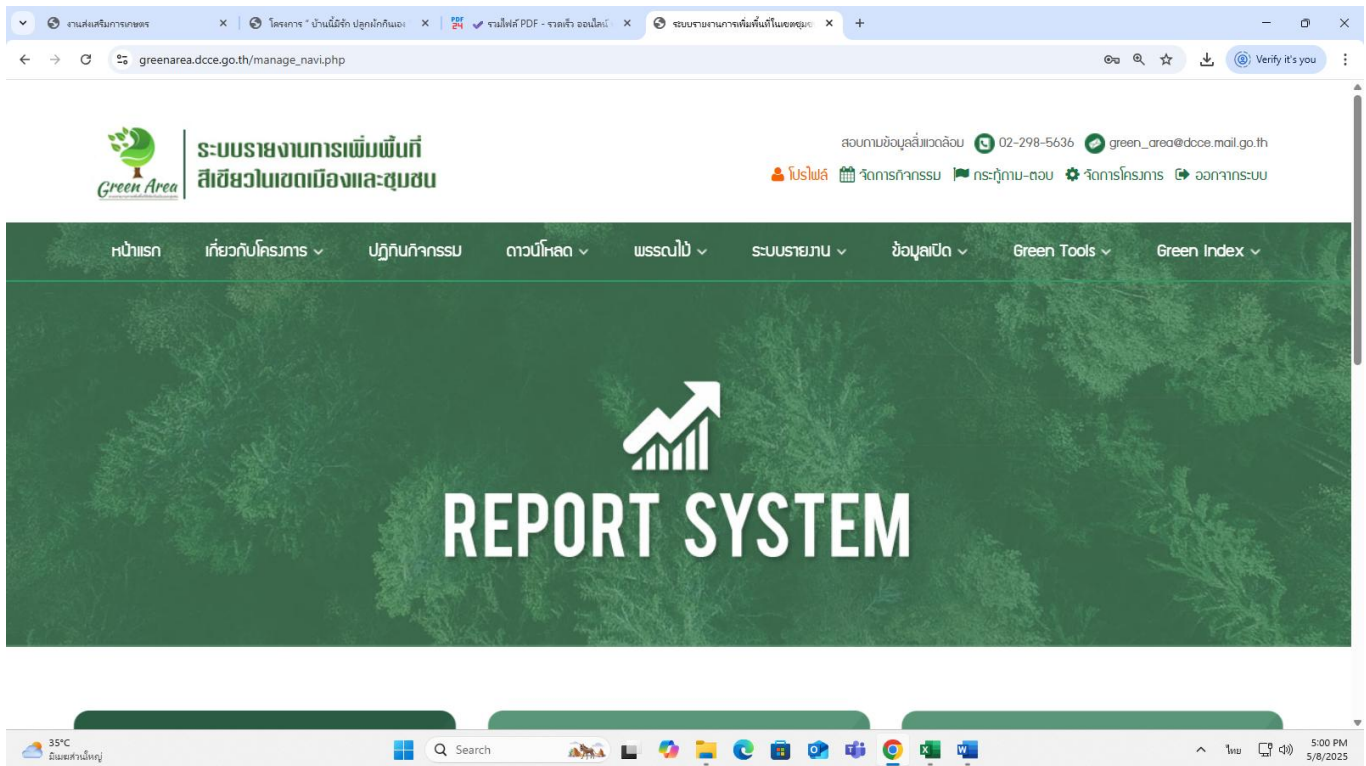 งานส่งเสริมการเกษตร
โครงการ " บ้านนี้มีรัก ปลูกผักกินเอง
PDF 24
รวมไฟล์ PDF - รวดเร็ว ออนไลน์
ระบบรายงานการเพิ่มพื้นที่ในเขตชุม
greenarea.dcce.go.th/manage_navi.php
Verify it's you
Green Area
ระบบรายงานการเพิ่มพื้นที่
สีเขียวในเขตเมืองและชุมชน
สอบถามข้อมูลสิ่งแวดล้อม 02-298-5636 green_area@dcce.mail.go.th
โปรไฟล์ จัดการกิจกรรม กระทู้ถาม-ตอบ จัดการโครงการ ออกจากระบบ
หน้าแรก เกี่ยวกับโครงการ ปฏิทินกิจกรรม ดาวน์โหลด พรรณไม้ ระบบรายงาน ข้อมูลเปิด Green Tools Green Index
REPORT SYSTEM
35°C
มีเมฆส่วนใหญ่
Search
ไทย
5:00 PM
5/8/2025